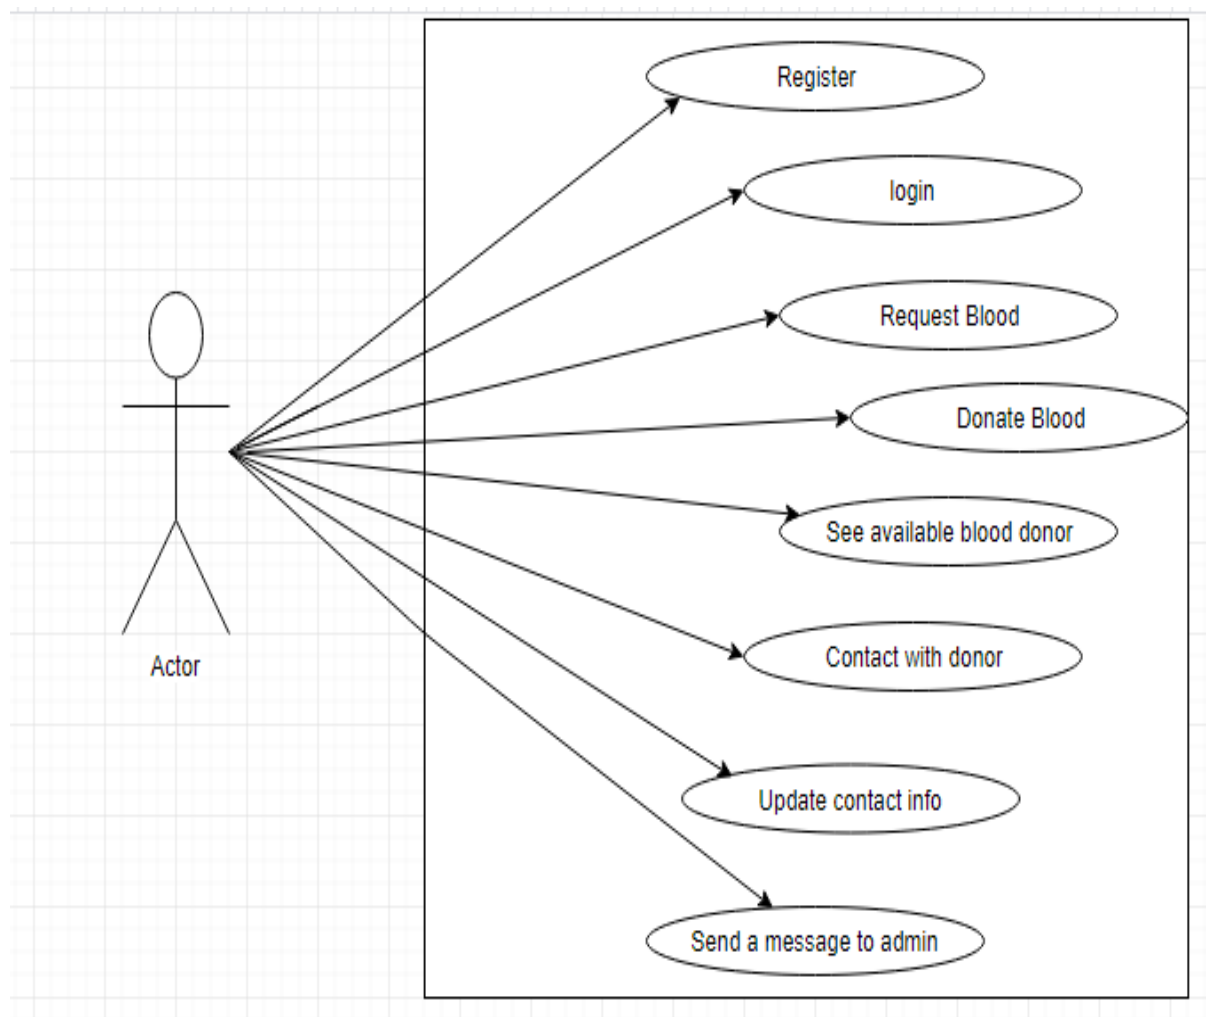 Register
login
Request Blood
Donate Blood
See available blood donor
Actor
Contact with donor
Update contact info
Send a message to admin